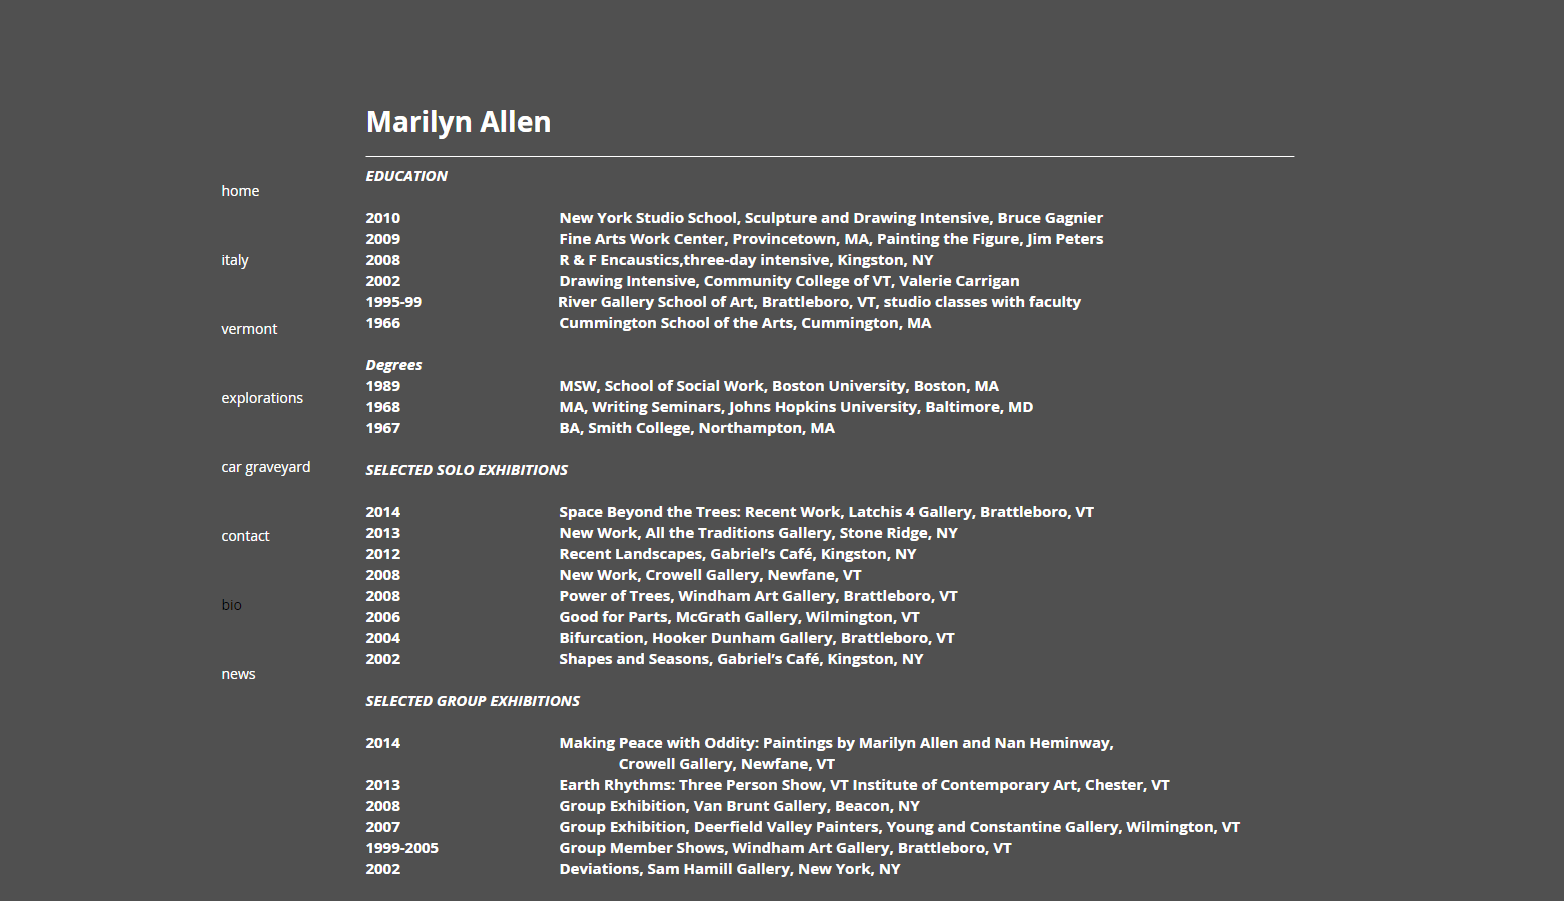 Marilyn Allen
home
italy
vermont
explorations
car graveyard
contact
bio
news
EDUCATION
2010 New York Studio School, Sculpture and Drawing Intensive, Bruce Gagnier
2009 Fine Arts Work Center, Provincetown, MA, Painting the Figure, Jim Peters
2008 R & F Encaustics,three-day intensive, Kingston, NY
2002 Drawing Intensive, Community College of VT, Valerie Carrigan
1995-99 River Gallery School of Art, Brattleboro, VT, studio classes with faculty
1966 Cummington School of the Arts, Cummington, MA
Degrees
1989 MSW, School of Social Work, Boston University, Boston, MA
1968 MA, Writing Seminars, Johns Hopkins University, Baltimore, MD
1967 BA, Smith College, Northampton, MA
SELECTED SOLO EXHIBITIONS
2014 Space Beyond the Trees: Recent Work, Latchis 4 Gallery, Brattleboro, VT
2013 New Work, All the Traditions Gallery, Stone Ridge, NY
2012 Recent Landscapes, Gabriel’s Café, Kingston, NY
2008 New Work, Crowell Gallery, Newfane, VT
2008 Power of Trees, Windham Art Gallery, Brattleboro, VT
2006 Good for Parts, McGrath Gallery, Wilmington, VT
2004 Bifurcation, Hooker Dunham Gallery, Brattleboro, VT
2002 Shapes and Seasons, Gabriel’s Café, Kingston, NY
SELECTED GROUP EXHIBITIONS
2014 Making Peace with Oddity: Paintings by Marilyn Allen and Nan Heminway,
Crowell Gallery, Newfane, VT
2013 Earth Rhythms: Three Person Show, VT Institute of Contemporary Art, Chester, VT
2008 Group Exhibition, Van Brunt Gallery, Beacon, NY
2007 Group Exhibition, Deerfield Valley Painters, Young and Constantine Gallery, Wilmington, VT
1999-2005 Group Member Shows, Windham Art Gallery, Brattleboro, VT
2002 Deviations, Sam Hamill Gallery, New York, NY